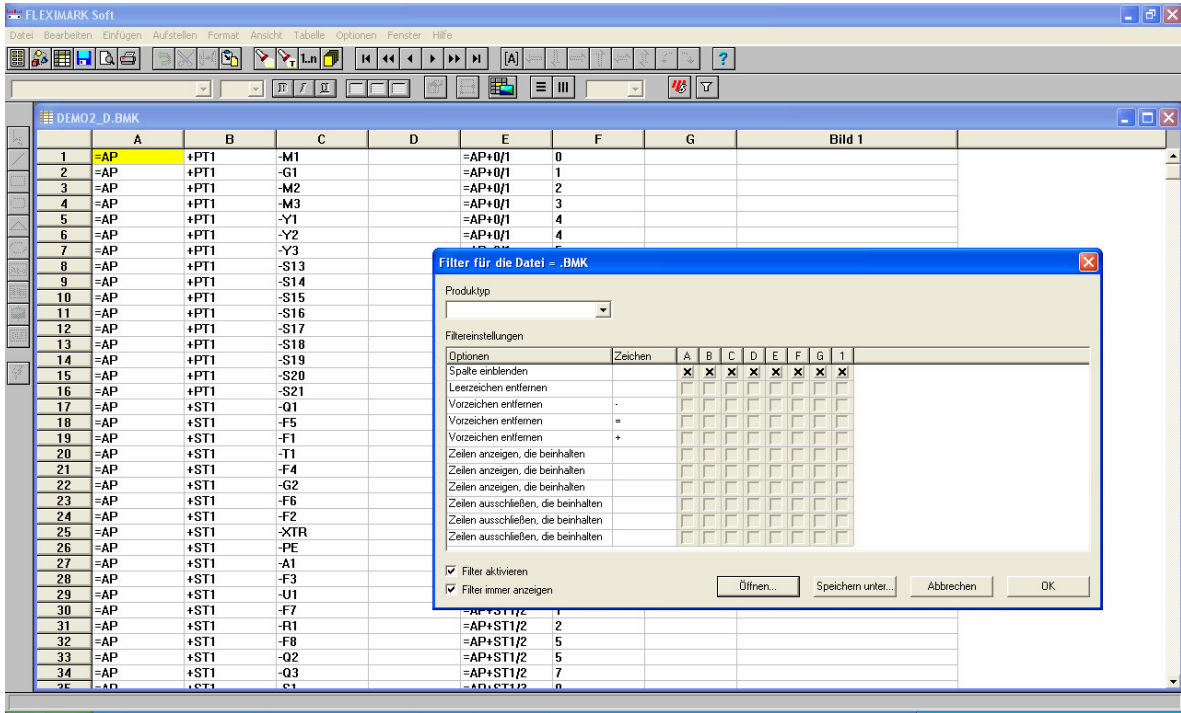 FLEXIMARK Soft
Datei Bearbeiten Einfügen Aufstellen Format Ansicht Tabelle Optionen Fenster Hilfe
DEMO2_D.BMK
A B C D E F G Bild 1
1 =AP +PT1 -M1 =AP+0/1 0
2 =AP +PT1 -G1 =AP+0/1 1
3 =AP +PT1 -M2 =AP+0/1 2
4 =AP +PT1 -M3 =AP+0/1 3
5 =AP +PT1 -Y1 =AP+0/1 4
6 =AP +PT1 -Y2 =AP+0/1 4
7 =AP +PT1 -Y3
8 =AP +PT1 -S13
9 =AP +PT1 -S14
10 =AP +PT1 -S15
11 =AP +PT1 -S16
12 =AP +PT1 -S17
13 =AP +PT1 -S18
14 =AP +PT1 -S19
15 =AP +PT1 -S20
16 =AP +PT1 -S21
17 =AP +ST1 -Q1
18 =AP +ST1 -F5
19 =AP +ST1 -F1
20 =AP +ST1 -T1
21 =AP +ST1 -F4
22 =AP +ST1 -G2
23 =AP +ST1 -F6
24 =AP +ST1 -F2
25 =AP +ST1 -XTR
26 =AP +ST1 -PE
27 =AP +ST1 -A1
28 =AP +ST1 -F3
29 =AP +ST1 -U1
30 =AP +ST1 -F7 =AP+ST1/2 1
31 =AP +ST1 -R1 =AP+ST1/2 2
32 =AP +ST1 -F8 =AP+ST1/2 5
33 =AP +ST1 -Q2 =AP+ST1/2 5
34 =AP +ST1 -Q3 =AP+ST1/2 7
Filter für die Datei = .BMK
Produktyp
Filtereinstellungen
Optionen Zeichen A B C D E F G 1
Spalte einblenden
Leerzeichen entfernen
Vorzeichen entfernen -
Vorzeichen entfernen =
Vorzeichen entfernen +
Zeilen anzeigen, die beinhalten
Zeilen anzeigen, die beinhalten
Zeilen anzeigen, die beinhalten
Zeilen ausschließen, die beinhalten
Zeilen ausschließen, die beinhalten
Zeilen ausschließen, die beinhalten
Filter aktivieren
Filter immer anzeigen
Öffnen... Speichern unter... Abbrechen OK